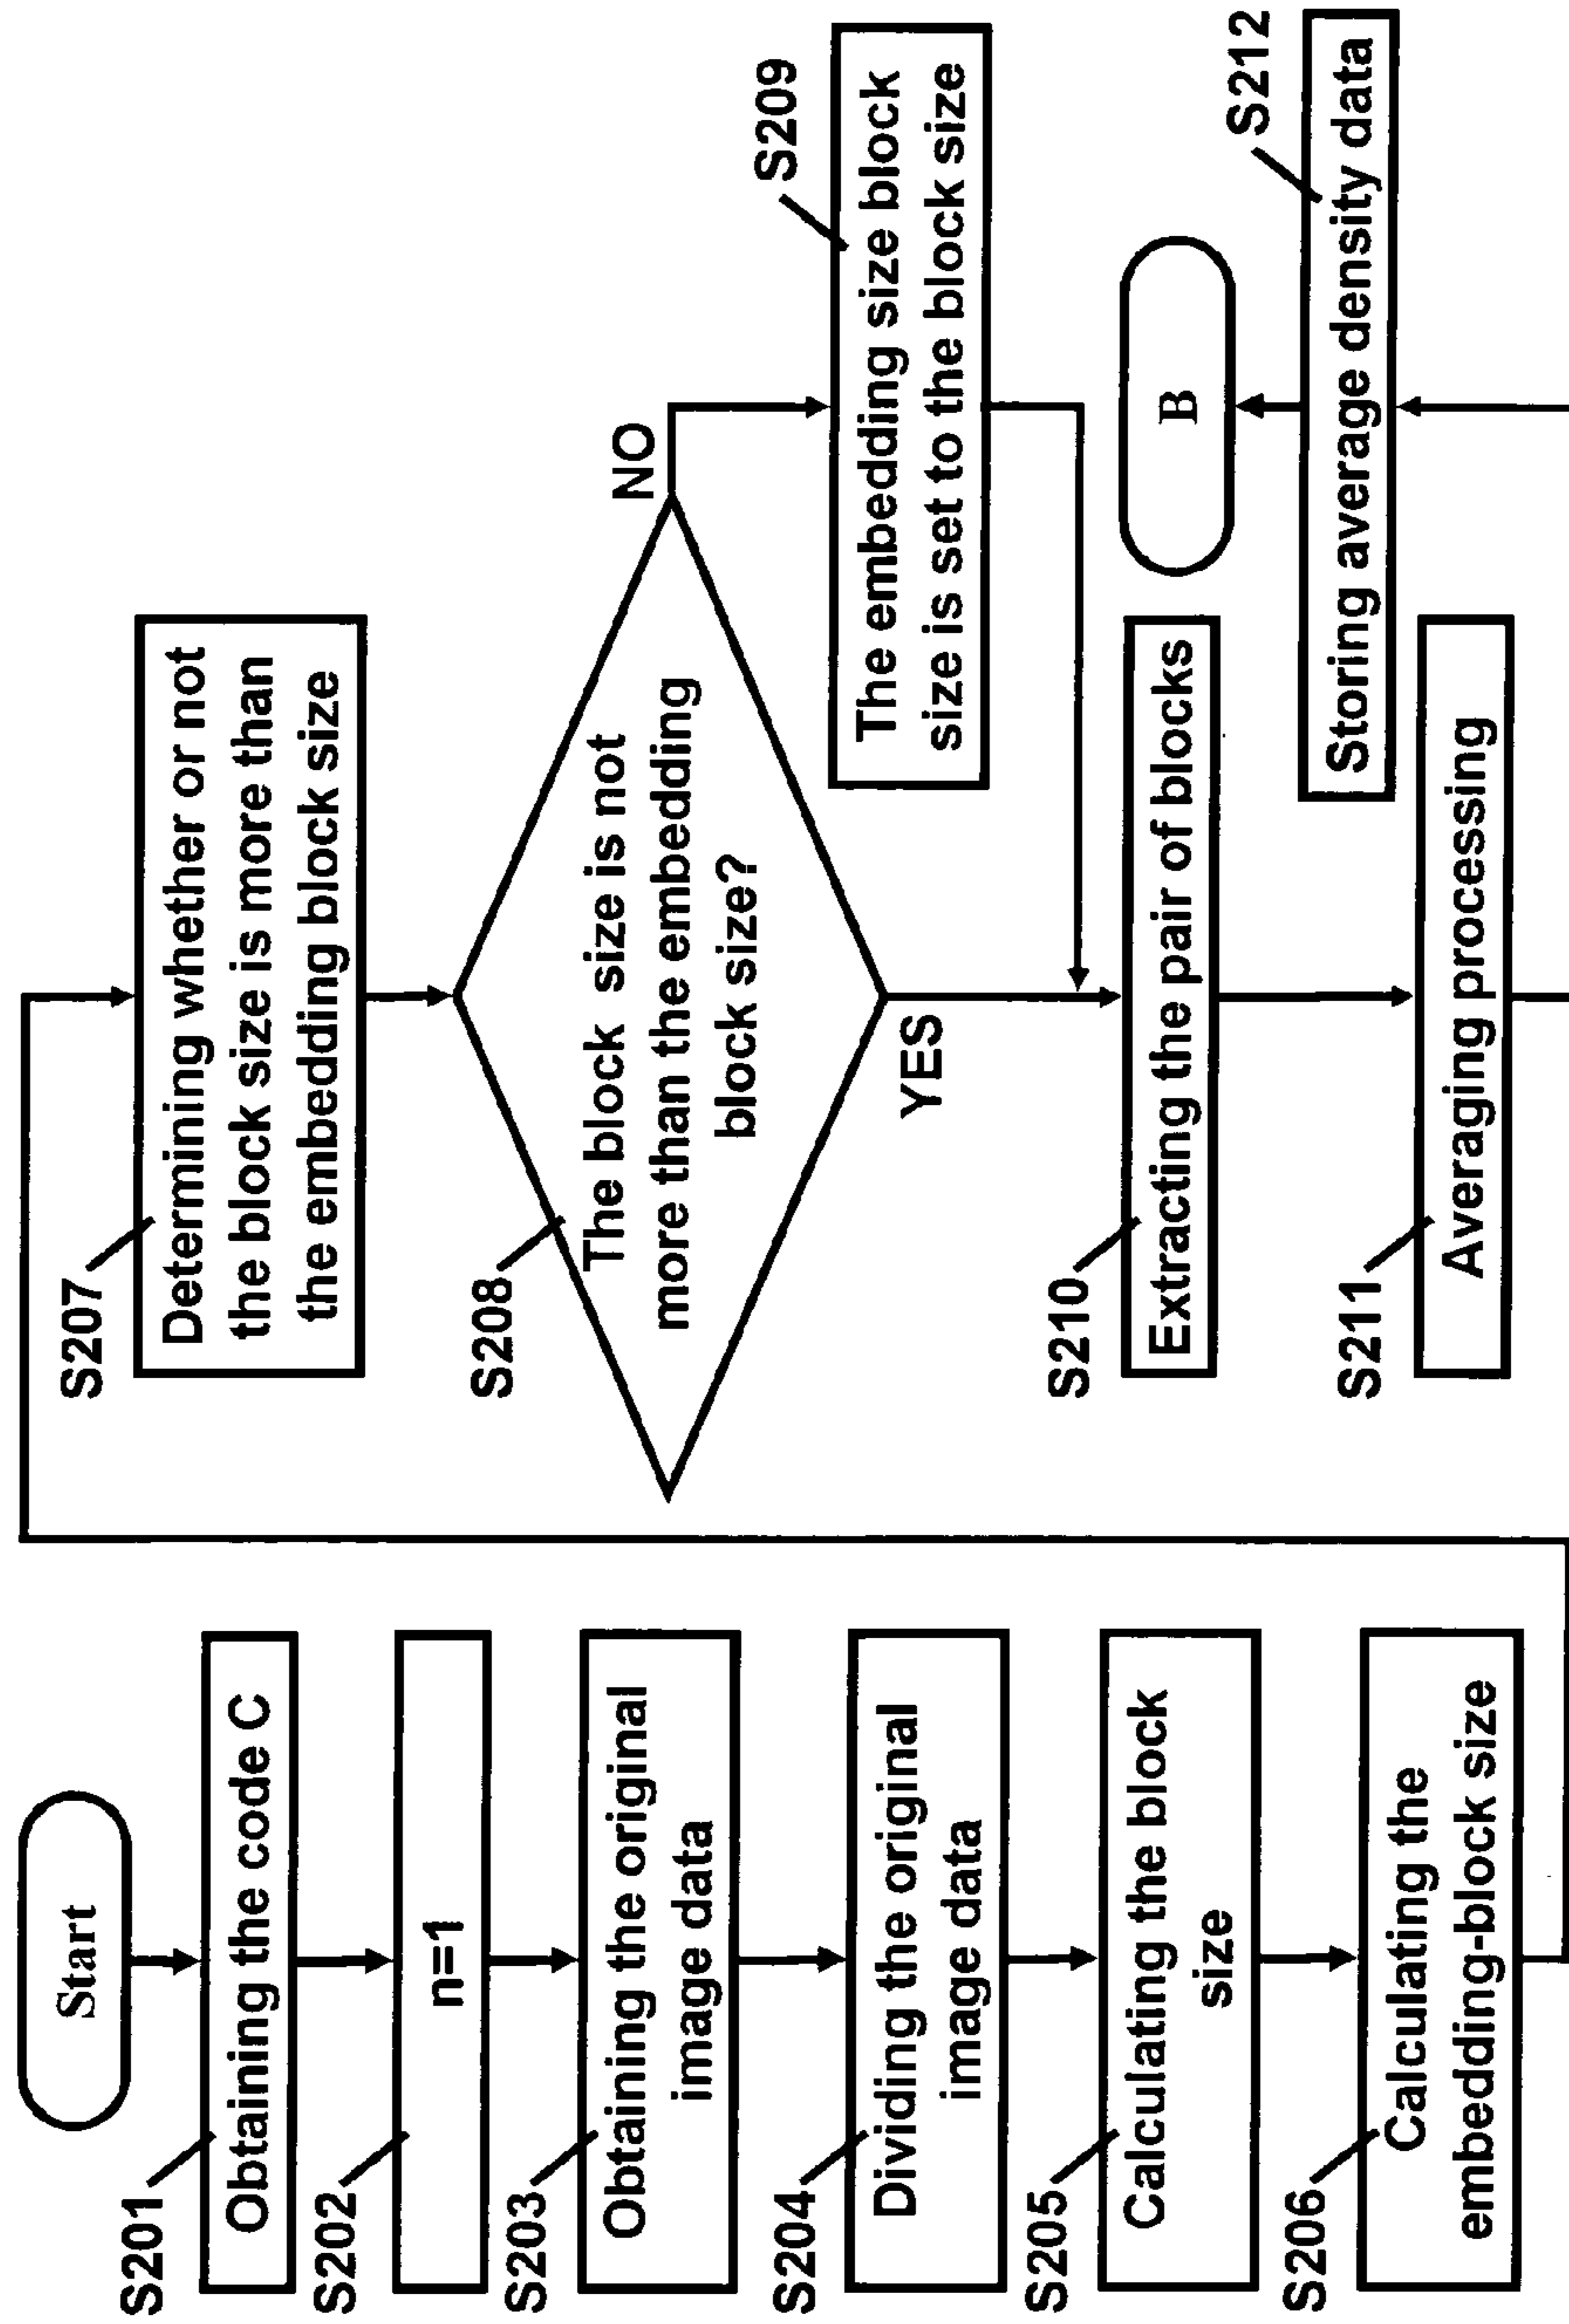 Start
S201
Obtaining the code C
S202
n=1
S203
Obtaining the original
image data
S204
Dividing the original
image data
S205
Calculating the block
size
S206
Calculating the
embedding-block size
S207
Determining whether or not
the block size is more than
the embedding block size
S208
The block size is not
more than the embedding
block size?
NO
YES
S209
The embedding size block
size is set to the block size
S210
Extracting the pair of blocks
S211
Averaging processing
S212
Storing average density data
B